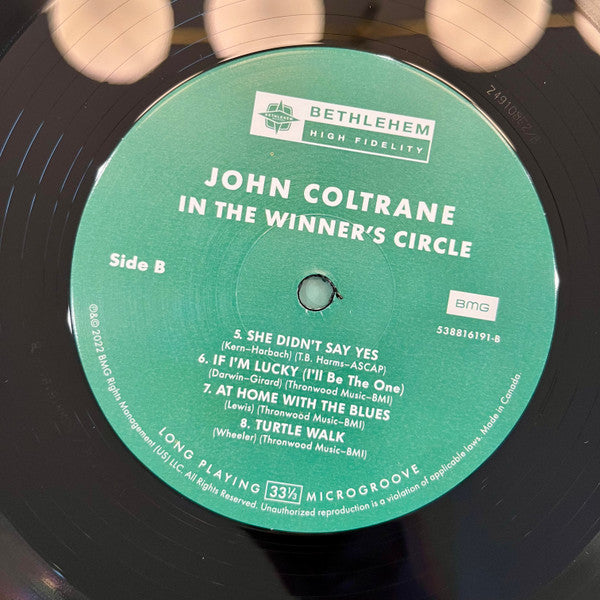 BETHLEHEM
HIGH FIDELITY
JOHN COLTRANE
IN THE WINNER'S CIRCLE
Side B
BMG
538816191-B
5. SHE DIDN'T SAY YES
(Kern–Harbach) (T.B. Harms–ASCAP)
6. IF I'M LUCKY (I'll Be The One)
(Darwin–Girard) (Thronwood Music–BMI)
7. AT HOME WITH THE BLUES
(Lewis) (Thronwood Music–BMI)
8. TURTLE WALK
(Wheeler) (Thronwood Music–BMI)
LONG PLAYING 33⅓ MICROGROOVE
℗&© 2022 BMG Rights Management (US) LLC. All Rights Reserved. Unauthorized reproduction is a violation of applicable laws. Made in Canada.